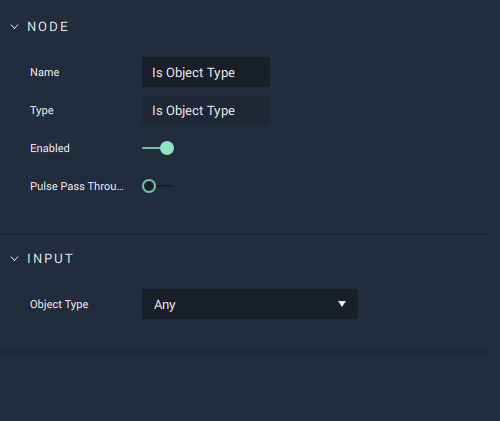 NODE
Name Is Object Type
Type Is Object Type
Enabled
Pulse Pass Throu...
INPUT
Object Type Any